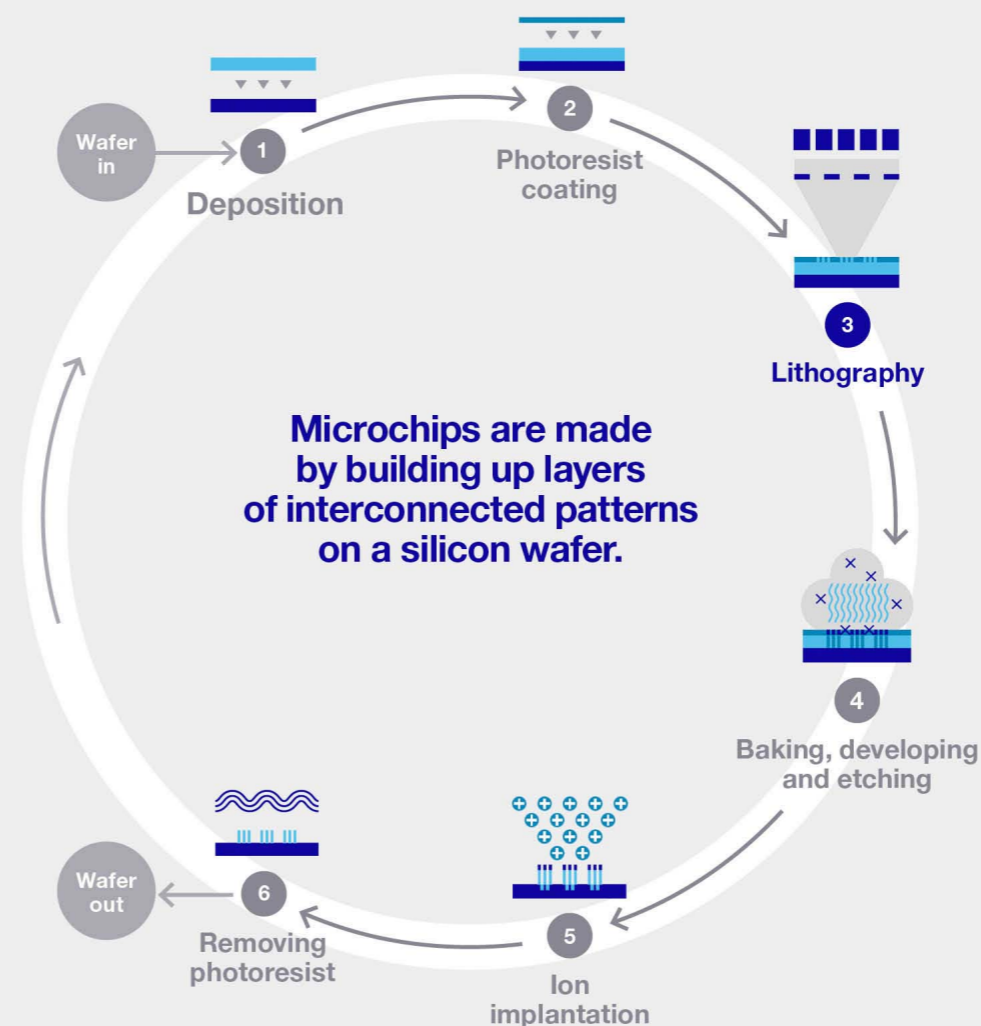 Wafer
in
1
Deposition
2
Photoresist
coating
3
Lithography
Microchips are made
by building up layers
of interconnected patterns
on a silicon wafer.
4
Baking, developing
and etching
5
Ion
implantation
6
Removing
photoresist
Wafer
out